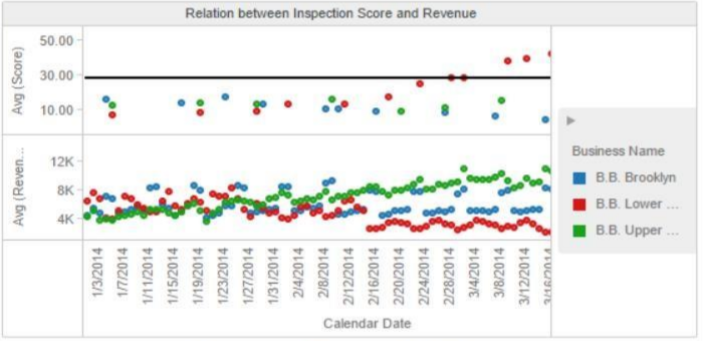 Relation between Inspection Score and Revenue
Avg (Score)
50.00
30.00
10.00
Avg (Reven...
12K
8K
4K
1/3/2014
1/7/2014
1/11/2014
1/15/2014
1/19/2014
1/23/2014
1/27/2014
1/31/2014
2/4/2014
2/8/2014
2/12/2014
2/16/2014
2/20/2014
2/24/2014
2/28/2014
3/4/2014
3/8/2014
3/12/2014
3/16/2014
Calendar Date
Business Name
B.B. Brooklyn
B.B. Lower ...
B.B. Upper ...